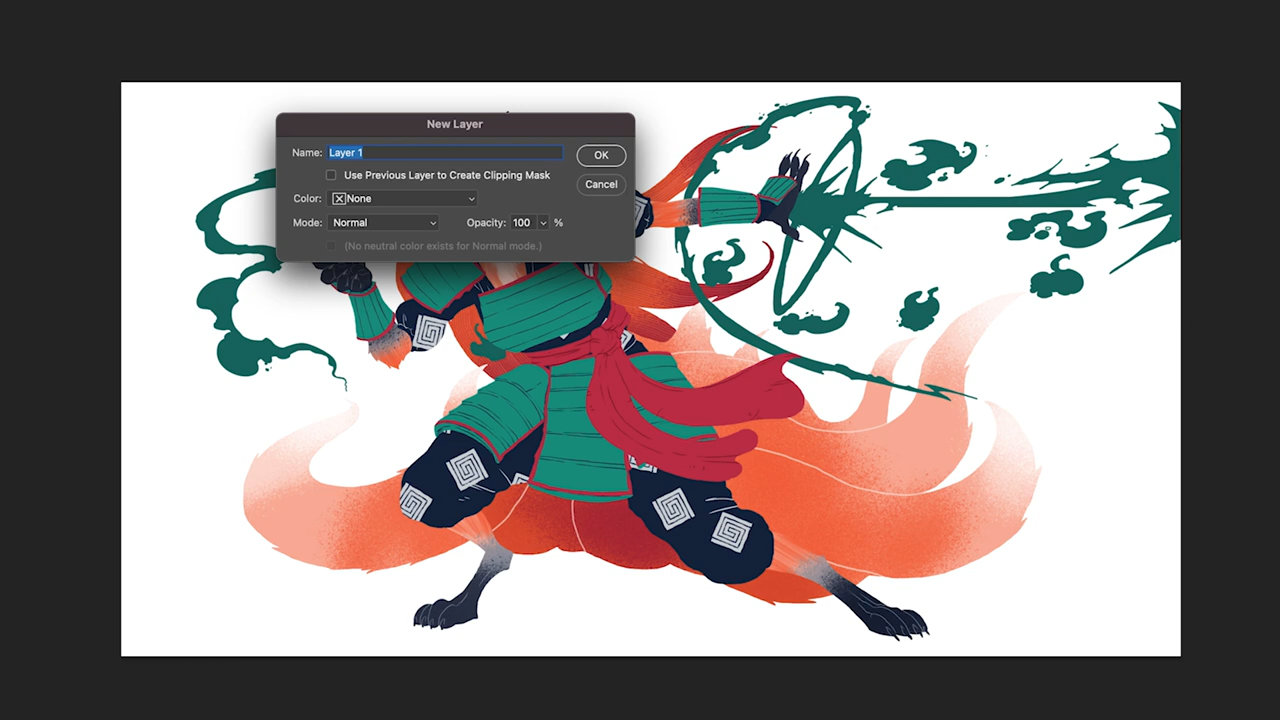 New Layer
Name: Layer 1
OK
Use Previous Layer to Create Clipping Mask
Cancel
Color: None
Mode: Normal Opacity: 100 %
(No neutral color exists for Normal mode.)